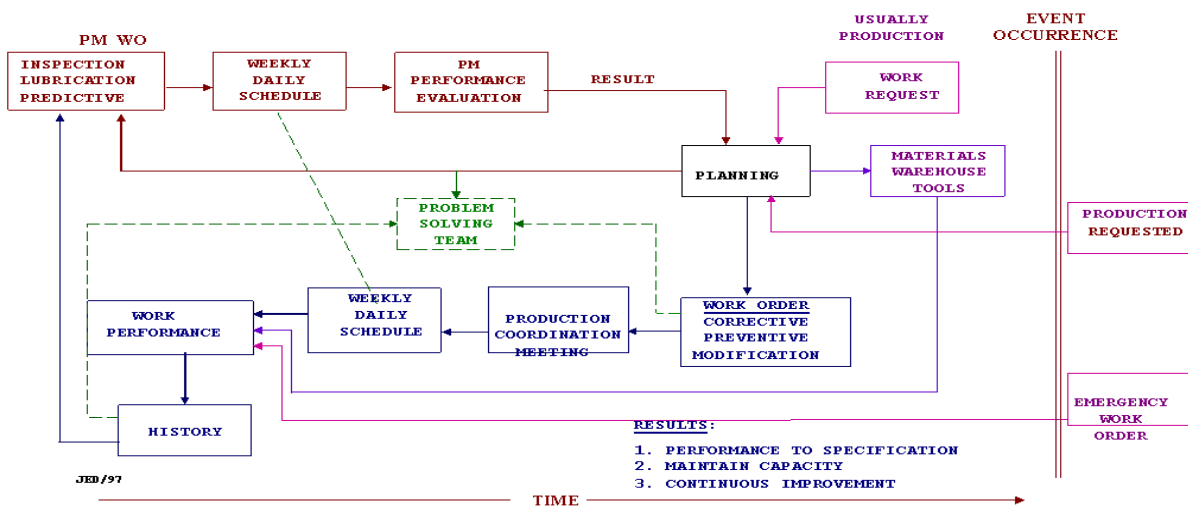 PM WO
INSPECTION
LUBRICATION
PREDICTIVE
WEEKLY
DAILY
SCHEDULE
PM
PERFORMANCE
EVALUATION
RESULT
USUALLY
PRODUCTION
WORK
REQUEST
EVENT
OCCURRENCE
PLANNING
MATERIALS
WAREHOUSE
TOOLS
PROBLEM
SOLVING
TEAM
PRODUCTION
REQUESTED
WORK
PERFORMANCE
WEEKLY
DAILY
SCHEDULE
PRODUCTION
COORDINATION
MEETING
WORK ORDER
CORRECTIVE
PREVENTIVE
MODIFICATION
HISTORY
EMERGENCY
WORK
ORDER
RESULTS:
1. PERFORMANCE TO SPECIFICATION
2. MAINTAIN CAPACITY
3. CONTINUOUS IMPROVEMENT
JED/97
TIME